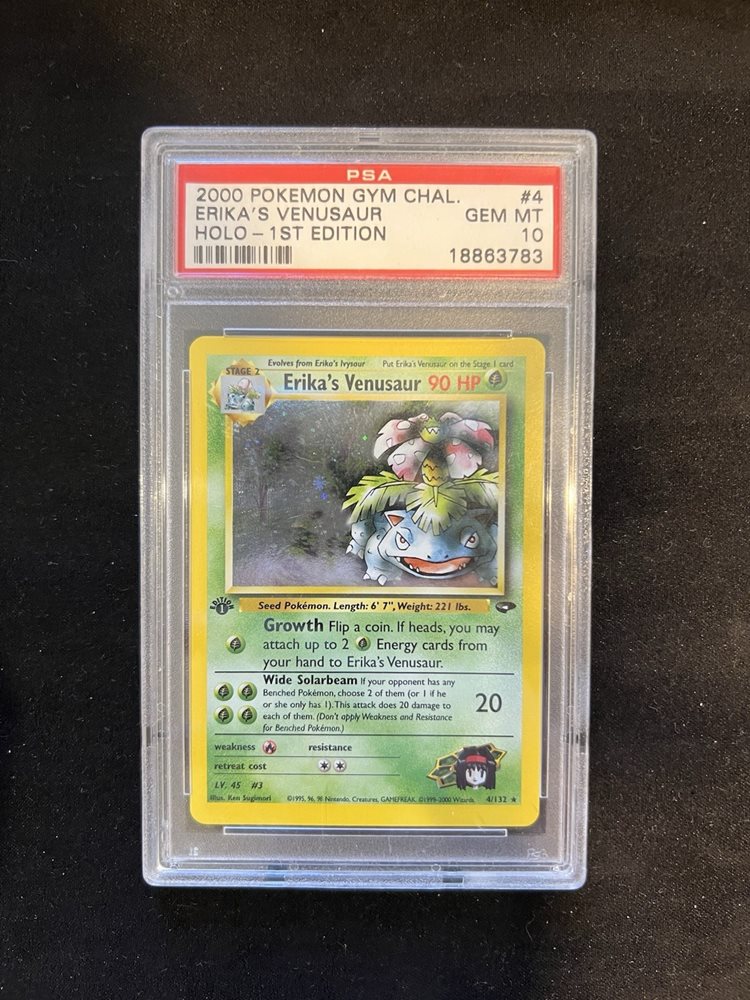 PSA
2000 POKEMON GYM CHAL. #4
ERIKA'S VENUSAUR GEM MT
HOLO – 1ST EDITION 10
18863783
Evolves from Erika's Ivysaur Put Erika's Venusaur on the Stage 1 card
STAGE 2
Erika's Venusaur 90 HP
EDITION
1
Seed Pokémon. Length: 6' 7", Weight: 221 lbs.
Growth Flip a coin. If heads, you may
attach up to 2 Energy cards from
your hand to Erika's Venusaur.
Wide Solarbeam If your opponent has any
Benched Pokémon, choose 2 of them (or 1 if he
or she only has 1). This attack does 20 damage to
each of them. (Don't apply Weakness and Resistance
for Benched Pokémon.)
20
weakness resistance
retreat cost
LV. 45 #3
Illus. Ken Sugimori ©1995, 96, 98 Nintendo, Creatures, GAMEFREAK. ©1999-2000 Wizards. 4/132 ★